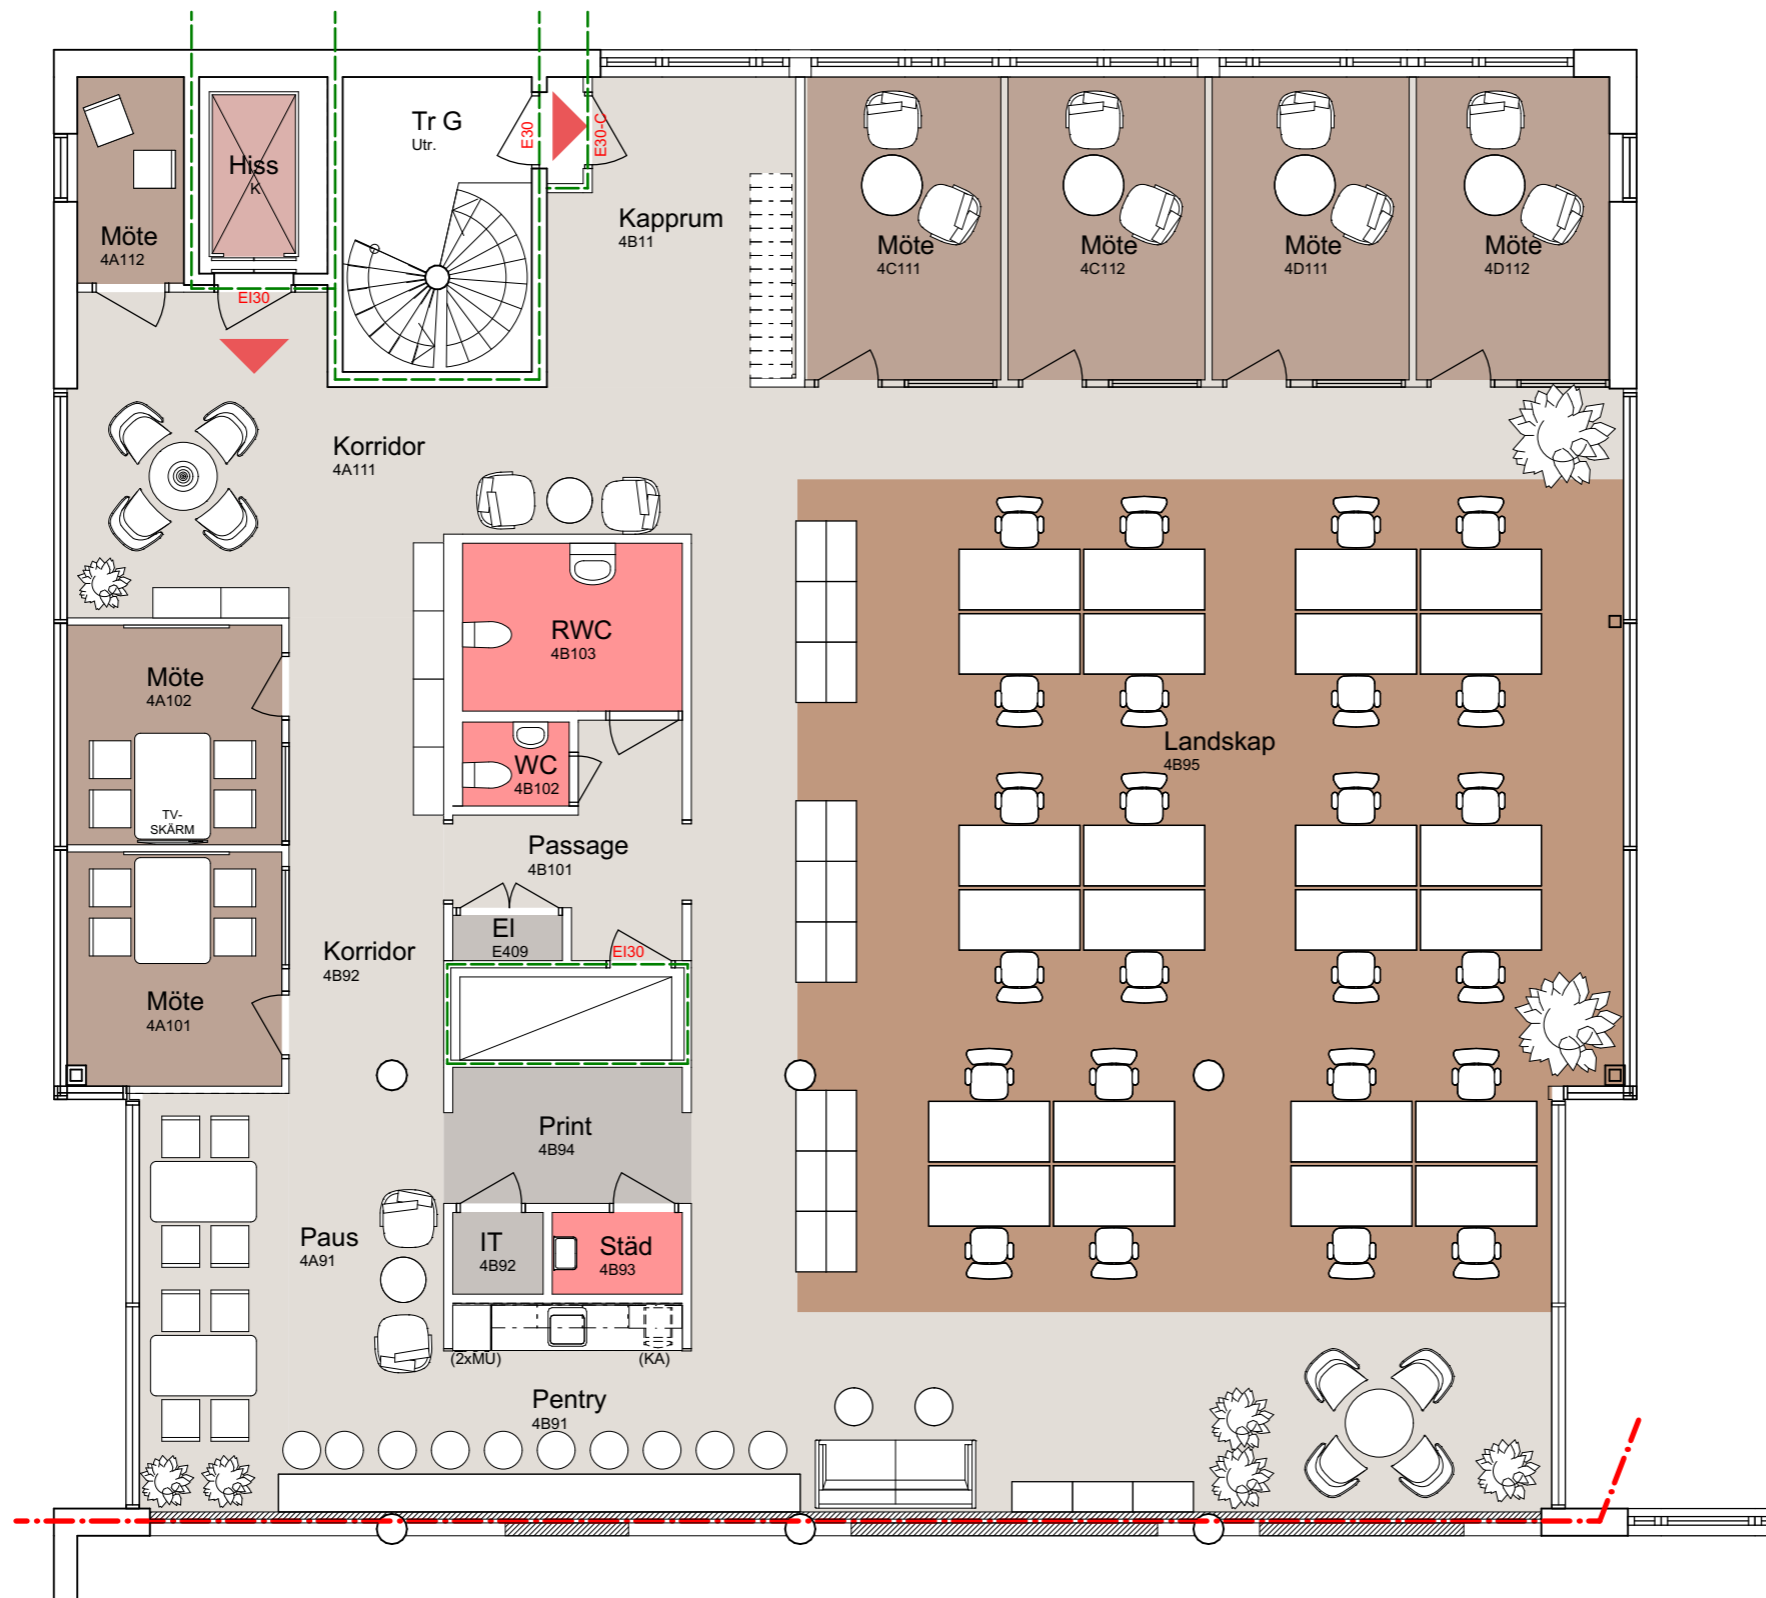 Tr G
Utr.
E30
E30-C
Hiss
K
Kapprum
4B11
Möte
4A112
Möte
4C111
Möte
4C112
Möte
4D111
Möte
4D112
EI30
Korridor
4A111
RWC
4B103
Möte
4A102
Landskap
4B95
WC
4B102
TV-
SKÄRM
Passage
4B101
El
E409
EI30
Korridor
4B92
Möte
4A101
Print
4B94
Paus
4A91
IT
4B92
Städ
4B93
(2xMU)
(KA)
Pentry
4B91